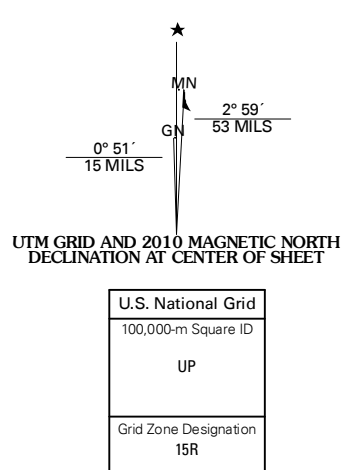 ★
MN
GN
2° 59´
53 MILS
0° 51´
15 MILS
UTM GRID AND 2010 MAGNETIC NORTH
DECLINATION AT CENTER OF SHEET
U.S. National Grid
100,000-m Square ID
UP
Grid Zone Designation
15R